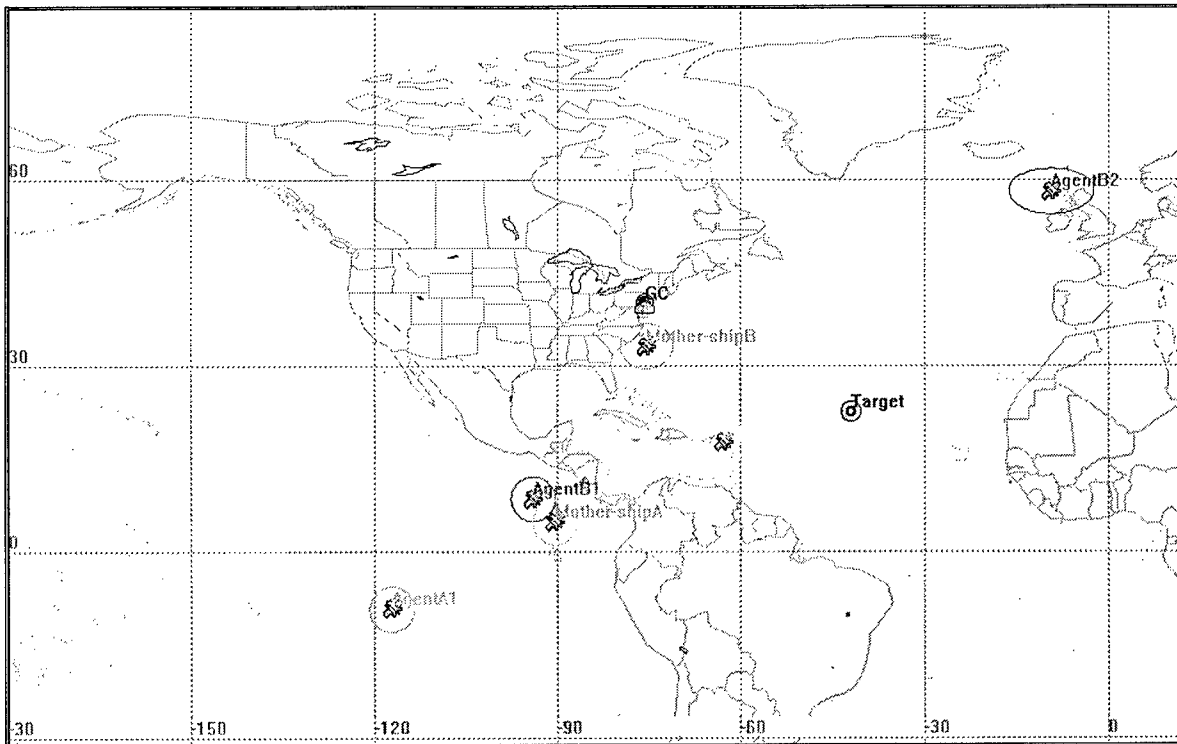 60
AgentB2
GC
Mother-shipB
30
Target
AgentB1
Mother-shipA
0
AgentA1
-30
-150
-120
-90
-60
-30
0